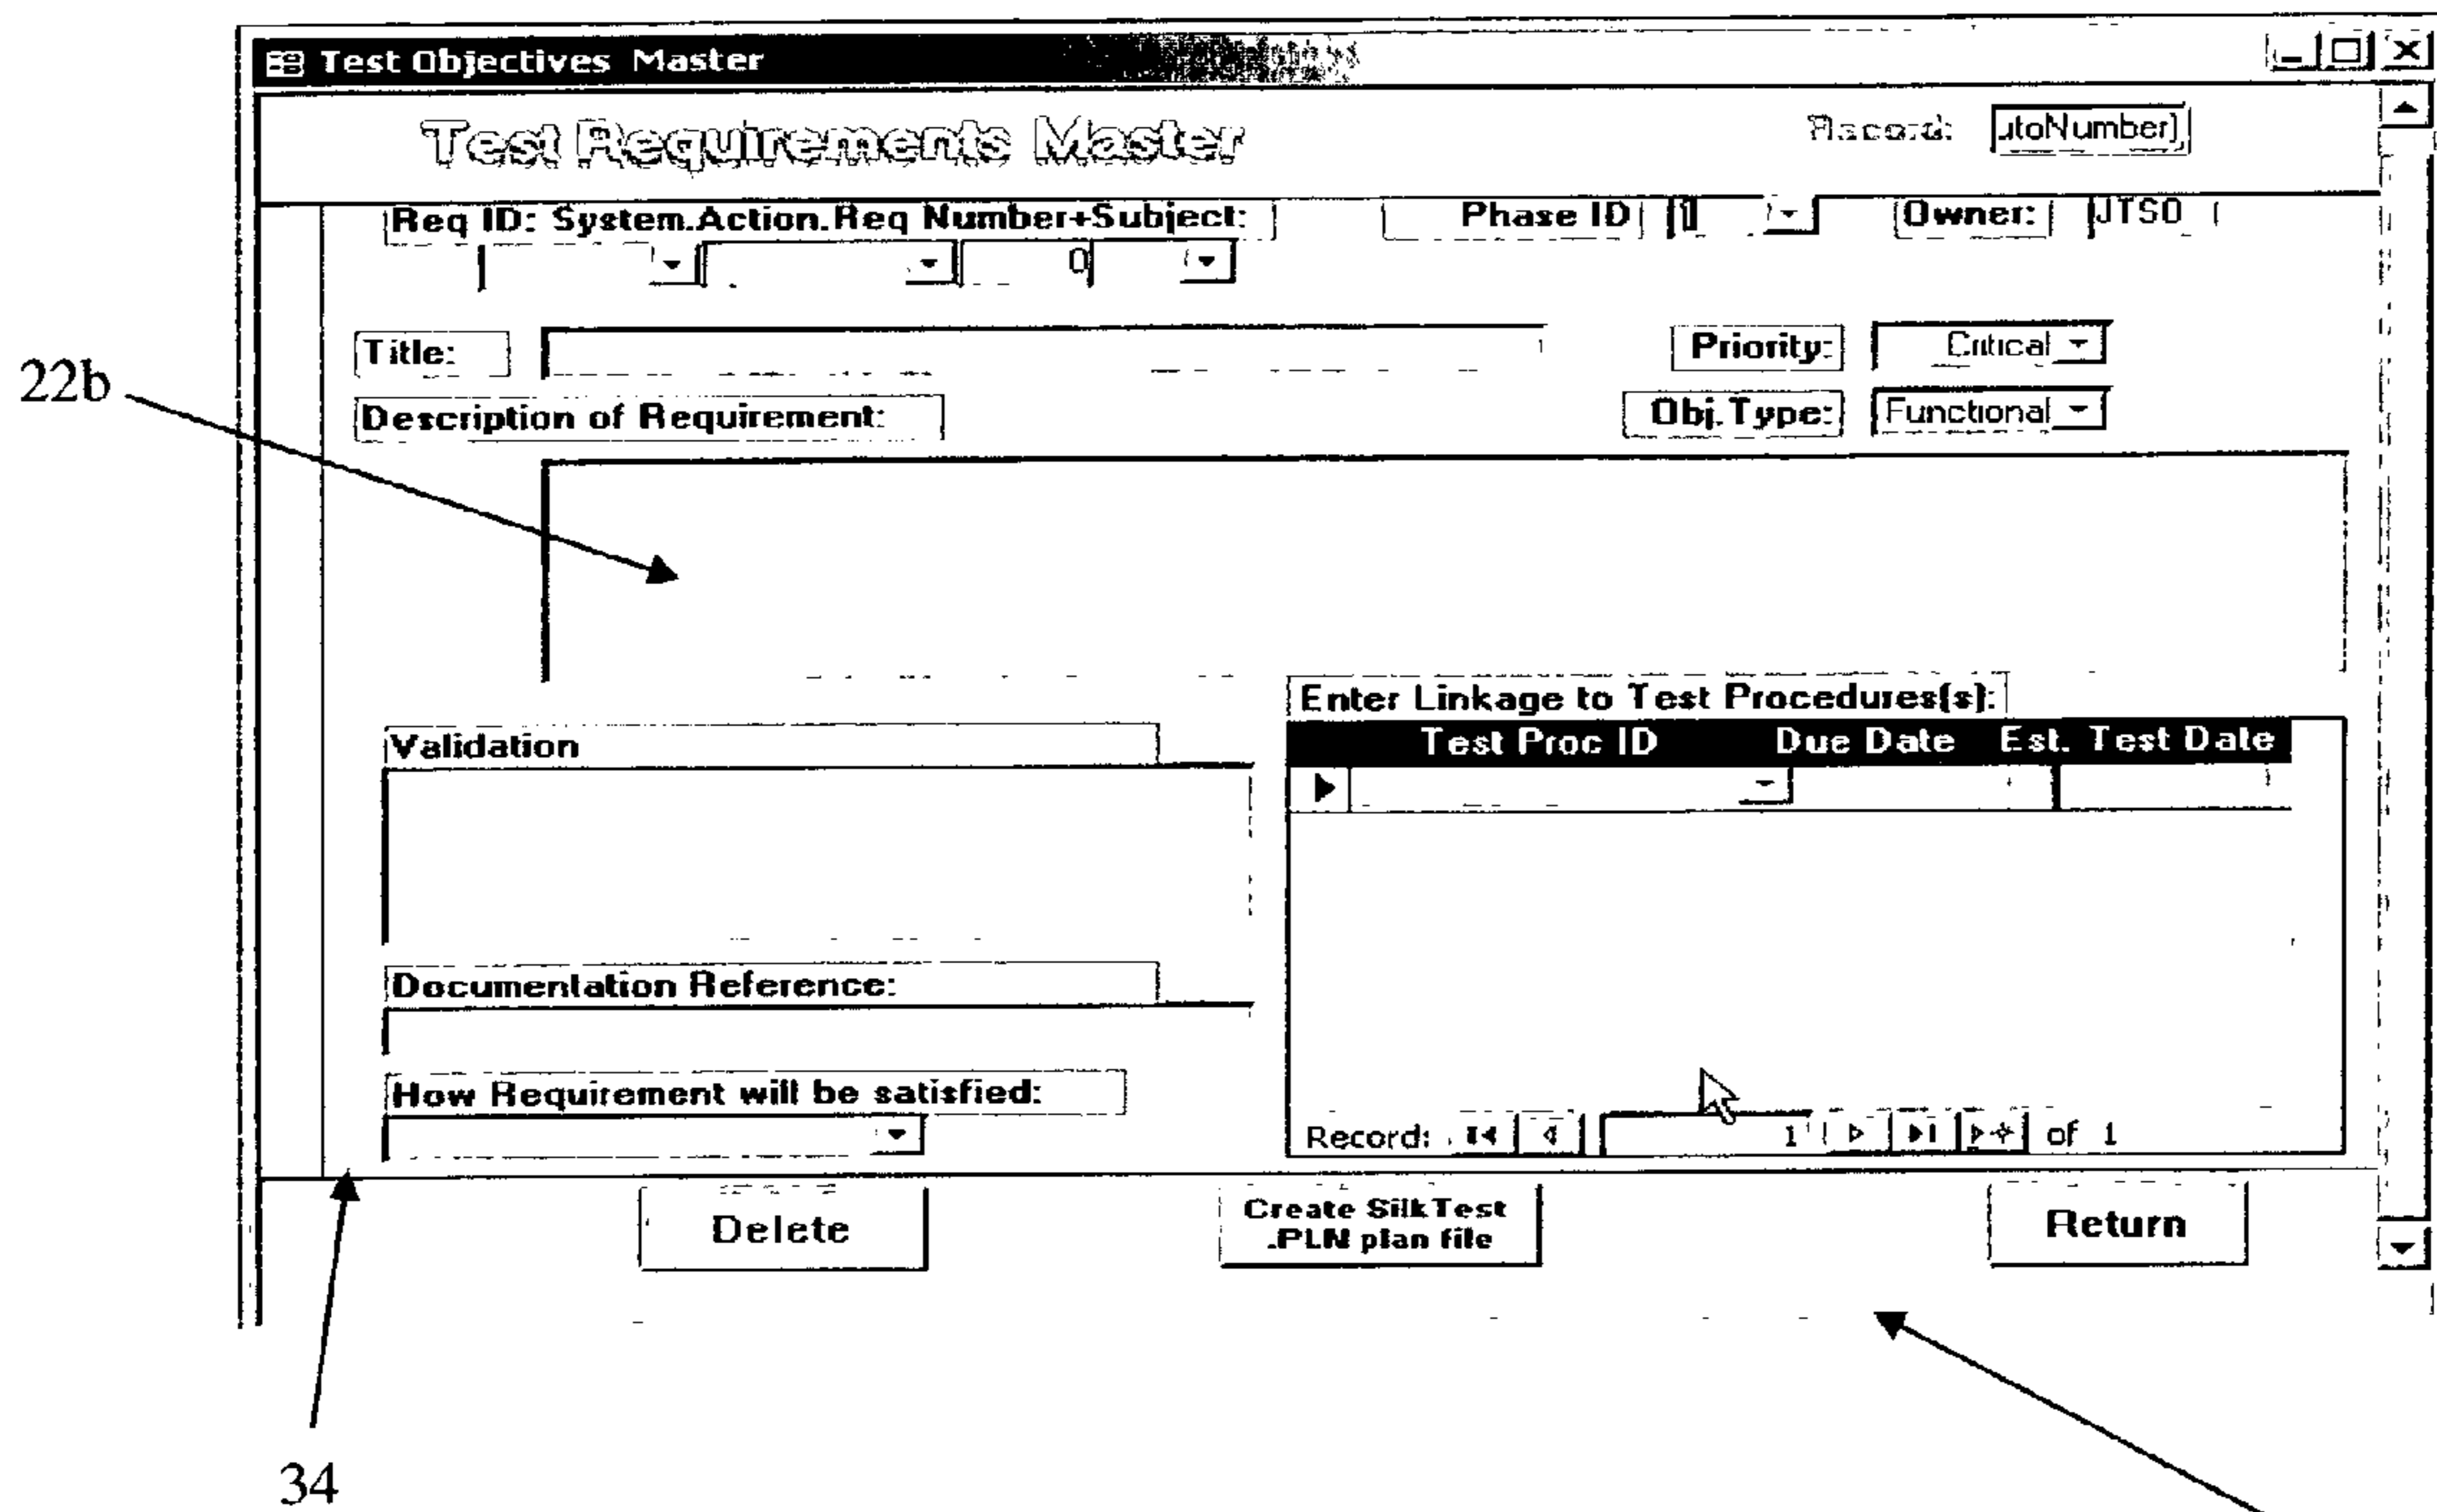 Test Objectives Master
Test Requirements Master
Record: utoNumber)
Req ID: System.Action.Req Number+Subject:
Phase ID 1
Owner: JTSO
0
Title:
Priority: Critical
22b
Description of Requirement:
Obj.Type: Functional
Enter Linkage to Test Procedures(s):
Validation
Test Proc ID Due Date Est. Test Date
Documentation Reference:
How Requirement will be satisfied:
Record: 1 of 1
Delete
Create SilkTest
.PLN plan file
Return
34